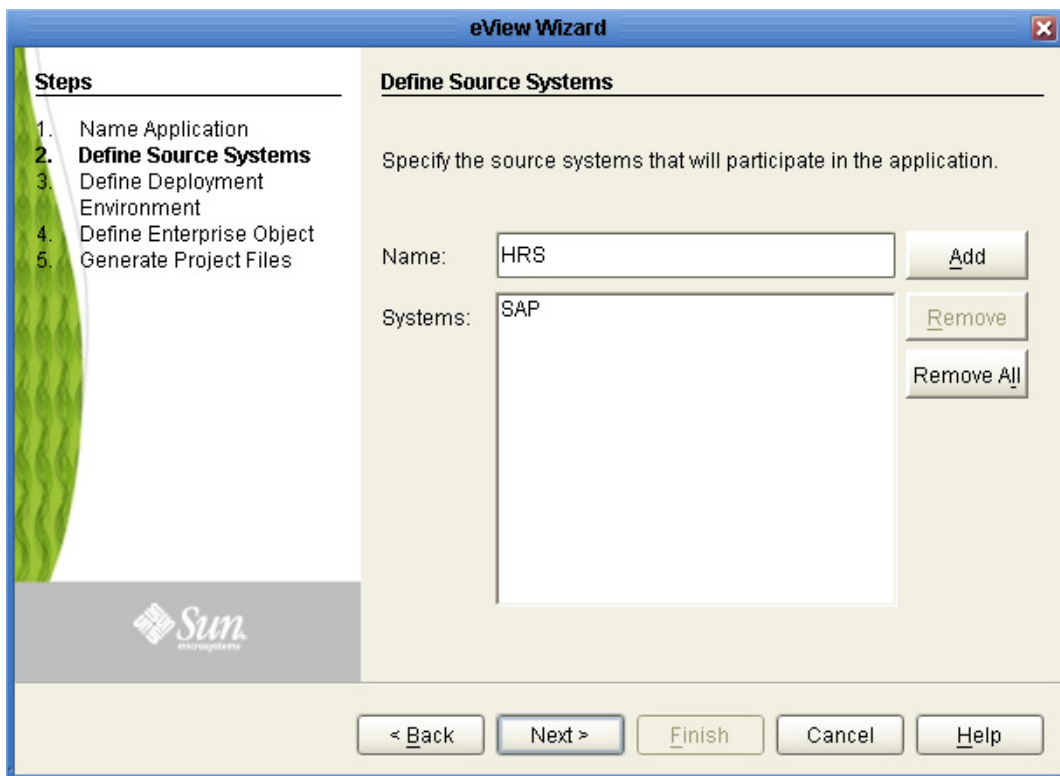 eView Wizard
Steps
1. Name Application
2. Define Source Systems
3. Define Deployment
Environment
4. Define Enterprise Object
5. Generate Project Files
Sun
microsystems
Define Source Systems
Specify the source systems that will participate in the application.
Name: HRS Add
Systems: SAP Remove
Remove All
< Back Next > Finish Cancel Help